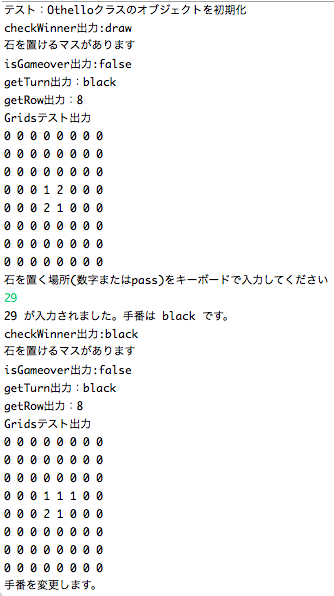 テスト：Othelloクラスのオブジェクトを初期化
checkWinner出力:draw
石を置けるマスがあります
isGameover出力:false
getTurn出力：black
getRow出力：8
Gridsテスト出力
0 0 0 0 0 0 0 0
0 0 0 0 0 0 0 0
0 0 0 0 0 0 0 0
0 0 0 1 2 0 0 0
0 0 0 2 1 0 0 0
0 0 0 0 0 0 0 0
0 0 0 0 0 0 0 0
0 0 0 0 0 0 0 0
石を置く場所(数字またはpass)をキーボードで入力してください
29
29 が入力されました。手番は black です。
checkWinner出力:black
石を置けるマスがあります
isGameover出力:false
getTurn出力：black
getRow出力：8
Gridsテスト出力
0 0 0 0 0 0 0 0
0 0 0 0 0 0 0 0
0 0 0 0 0 0 0 0
0 0 0 1 1 1 0 0
0 0 0 2 1 0 0 0
0 0 0 0 0 0 0 0
0 0 0 0 0 0 0 0
0 0 0 0 0 0 0 0
手番を変更します。